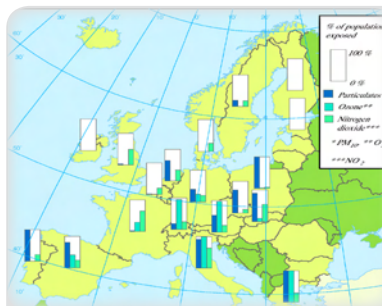 % of population
exposed
100 %
0 %
Particulates
Ozone**
Nitrogen
dioxide***
*PM10, **O3
***NO2